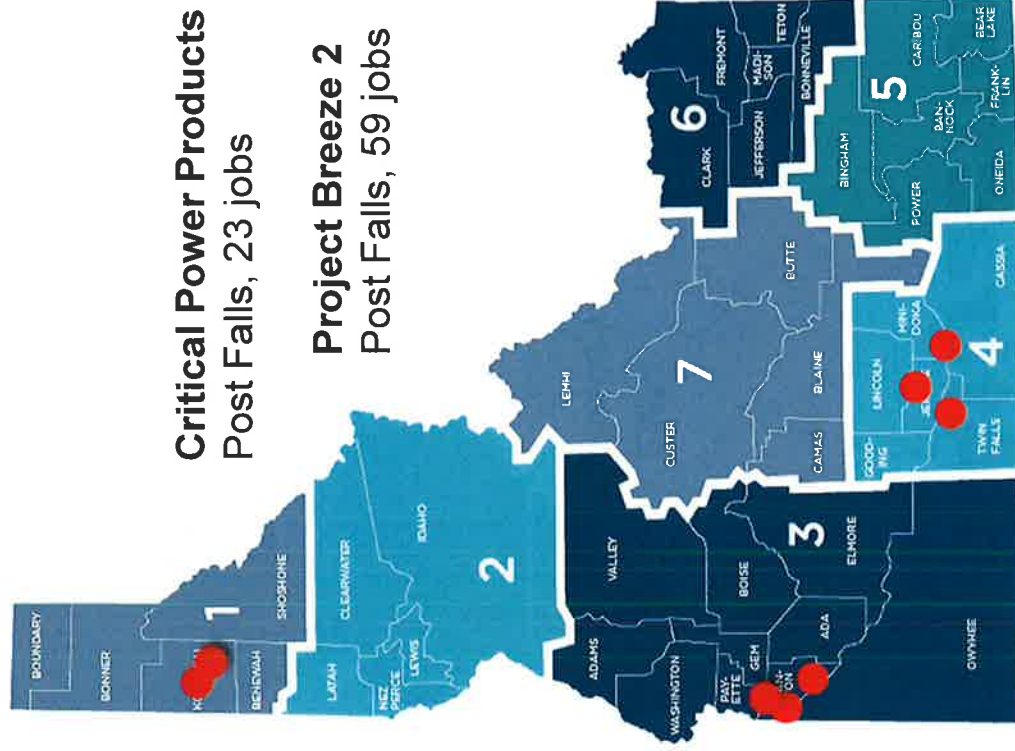 Critical Power Products
Post Falls, 23 jobs
Project Breeze 2
Post Falls, 59 jobs
BOUNDARY
BONNER
1
BENEWAH
SHOSHONE
LATAH
CLEARWATER
NEZ
PERCE
LEWIS
IDAHO
2
ADAMS
VALLEY
WASHINGTON
PAY-
ETTE
GEM
BOISE
ADA
3
ELMORE
OWYHEE
LEMHI
CUSTER
7
BUTTE
CAMAS
BLAINE
GOOD-
ING
LINCOLN
MINI-
DOKA
TWIN
FALLS
4
CASSIA
CLARK
6
FREMONT
JEFFERSON
MADI-
SON
TETON
BONNEVILLE
BINGHAM
5
POWER
BAN-
NOCK
CARIBOU
ONEIDA
FRANK-
LIN
BEAR
LAKE